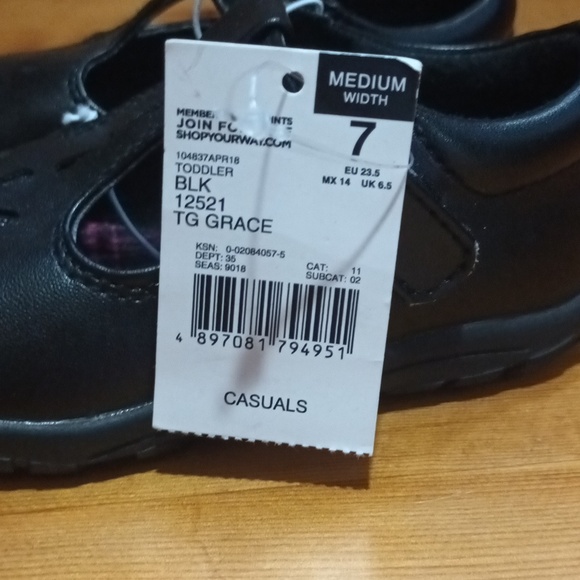 MEDIUM
WIDTH
7
EU 23.5
MX 14 UK 6.5
JOIN
SHOPYOURWAY.COM
104837APR18
TODDLER
BLK
12521
TG GRACE
KSN: 0-02084057-5
DEPT: 35 CAT: 11
SEAS: 9018 SUBCAT: 02
4 897081 794951
CASUALS